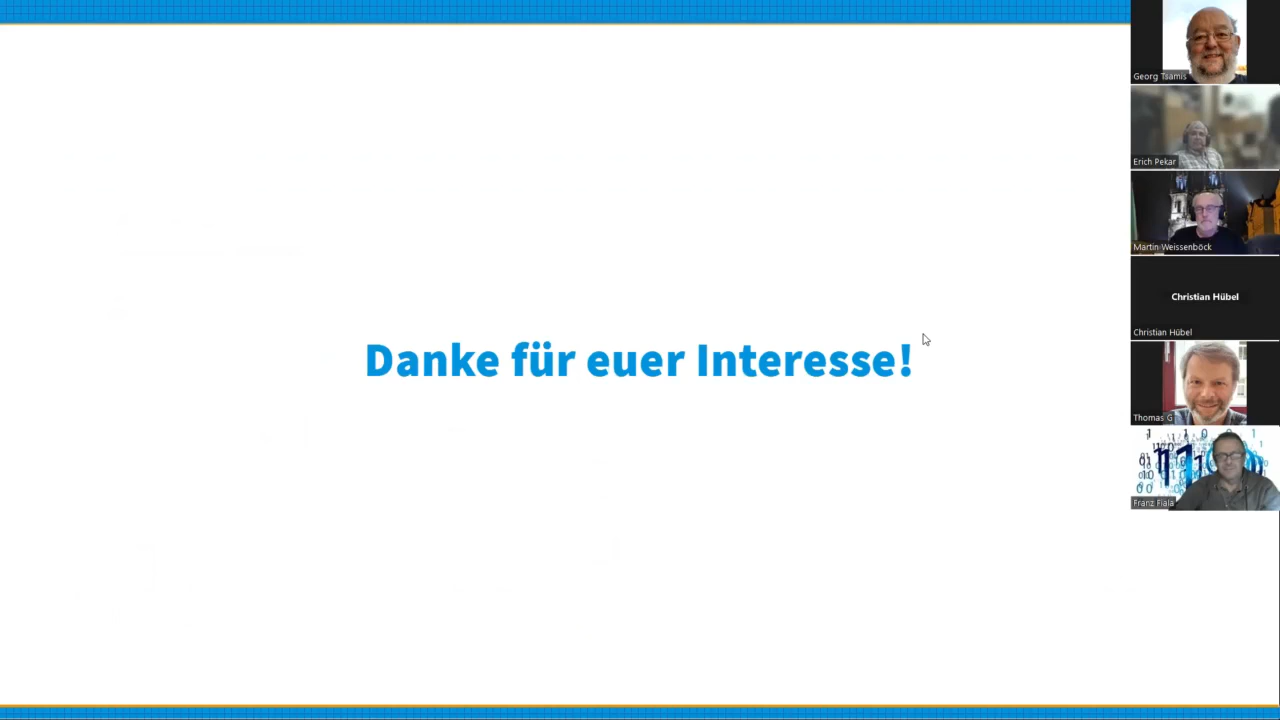 Danke für euer Interesse!
Georg Tsamis
Erich Pekar
Martin Weissenböck
Christian Hübel
Christian Hübel
Thomas G
Franz Fiala